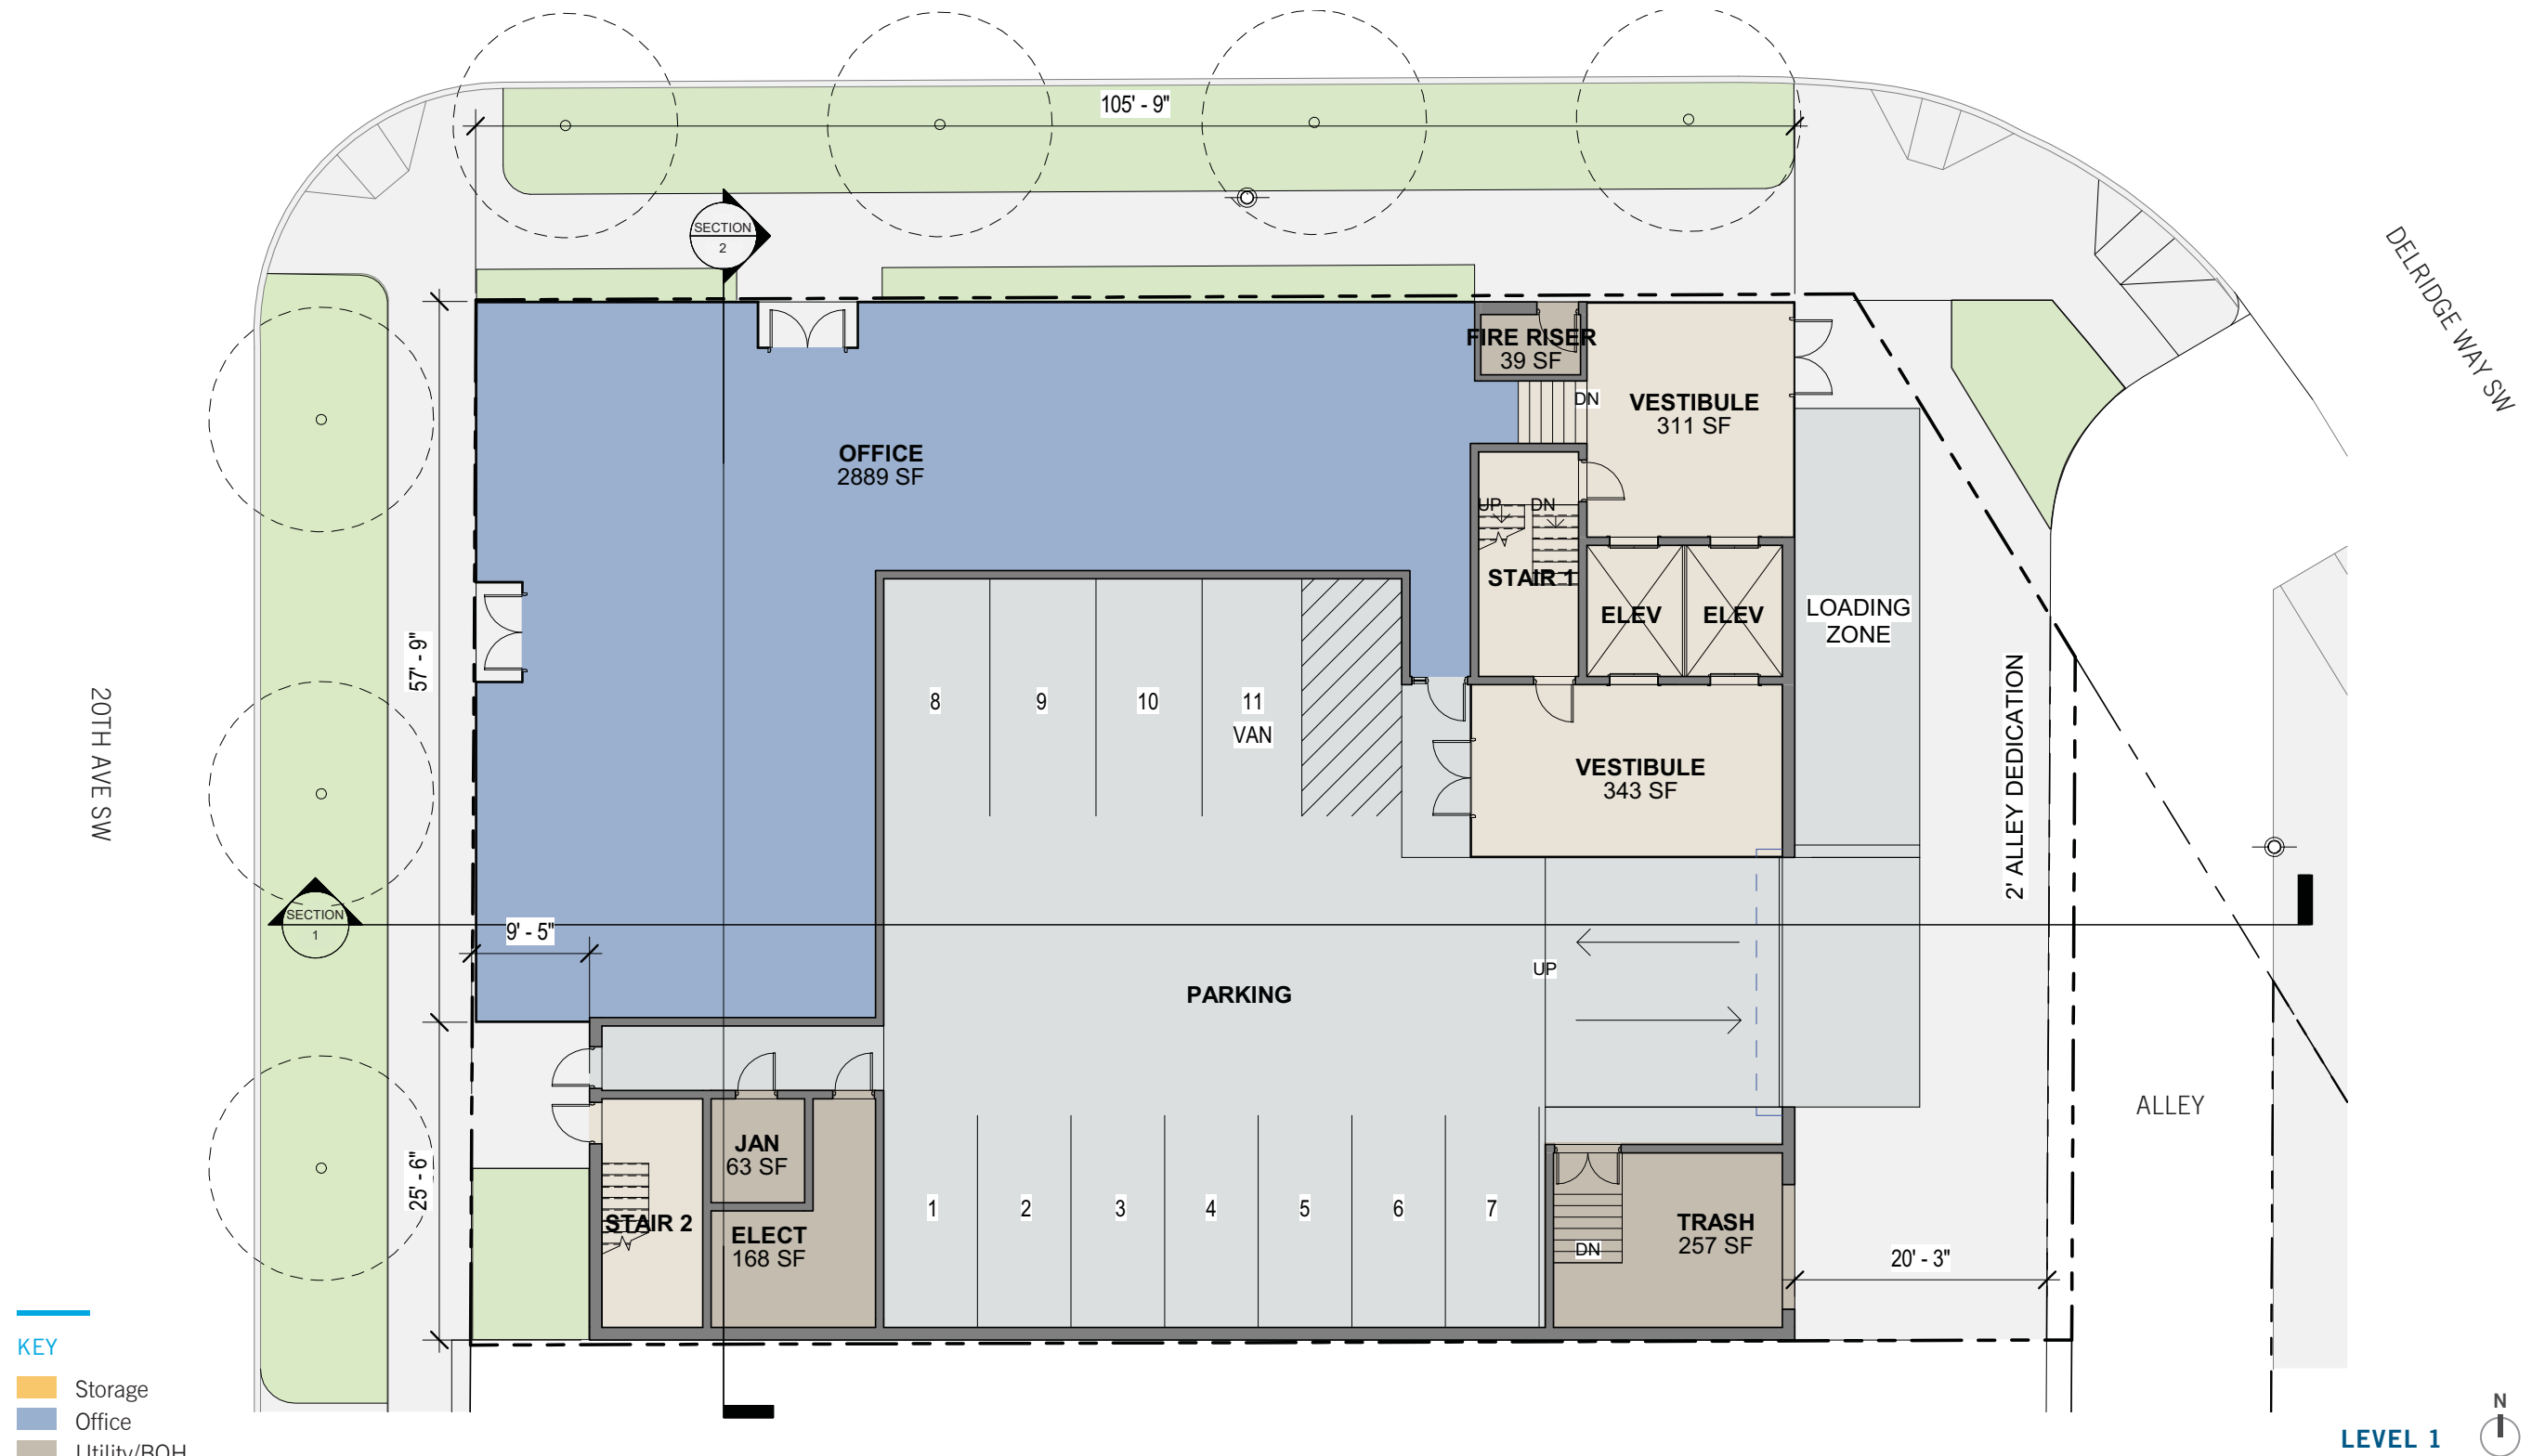 105' - 9"
SECTION
2
DELRIDGE WAY SW
FIRE RISER
39 SF
DN
VESTIBULE
311 SF
OFFICE
2889 SF
UP
DN
STAIR 1
ELEV
ELEV
LOADING
ZONE
57' - 9"
20TH AVE SW
8
9
10
11
VAN
VESTIBULE
343 SF
2' ALLEY DEDICATION
SECTION
1
9' - 5"
UP
PARKING
ALLEY
25' - 6"
JAN
63 SF
STAIR 2
ELECT
168 SF
1
2
3
4
5
6
7
DN
TRASH
257 SF
20' - 3"
KEY
Storage
Office
Utility/BOH
N
LEVEL 1